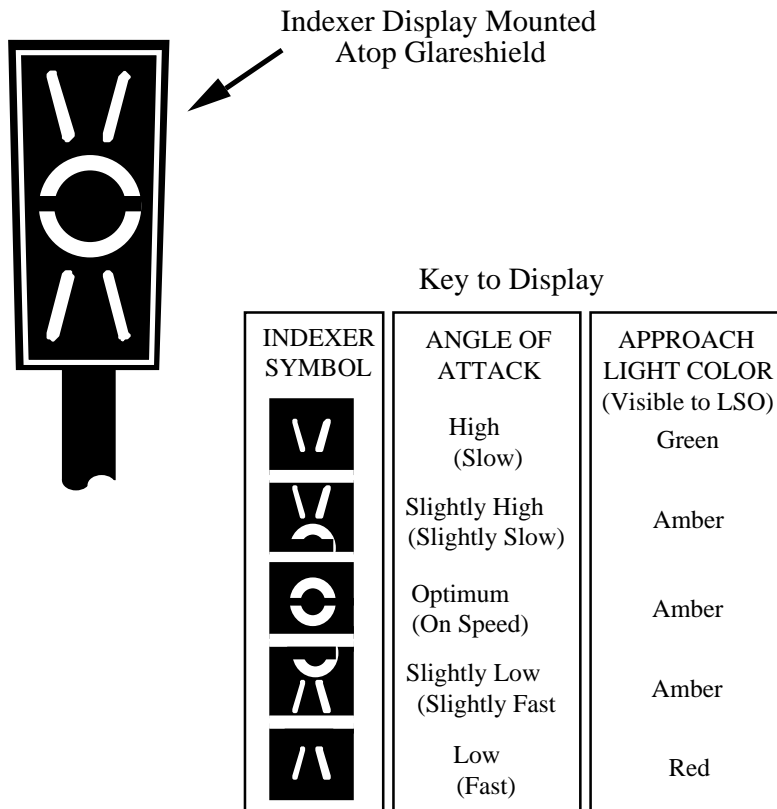 Indexer Display Mounted
Atop Glareshield
Key to Display
INDEXER
SYMBOL
ANGLE OF
ATTACK
APPROACH
LIGHT COLOR
(Visible to LSO)
High
(Slow)
Green
Slightly High
(Slightly Slow)
Amber
Optimum
(On Speed)
Amber
Slightly Low
(Slightly Fast
Amber
Low
(Fast)
Red